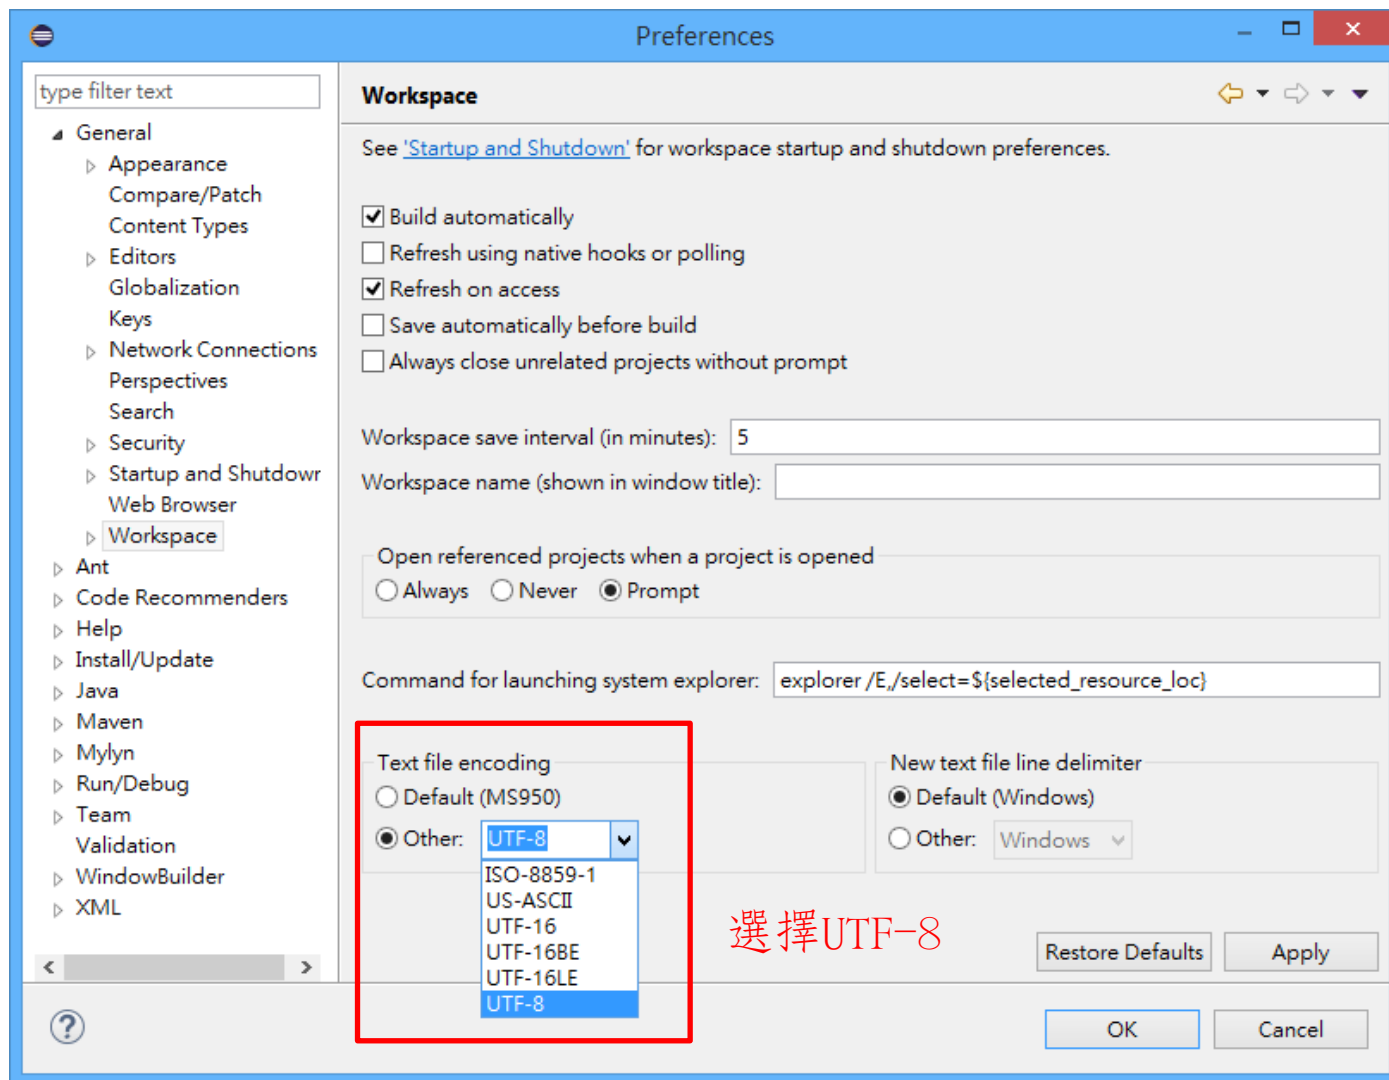 Preferences
type filter text
General
Appearance
Compare/Patch
Content Types
Editors
Globalization
Keys
Network Connections
Perspectives
Search
Security
Startup and Shutdowr
Web Browser
Workspace
Ant
Code Recommenders
Help
Install/Update
Java
Maven
Mylyn
Run/Debug
Team
Validation
WindowBuilder
XML
Workspace
See 'Startup and Shutdown' for workspace startup and shutdown preferences.
Build automatically
Refresh using native hooks or polling
Refresh on access
Save automatically before build
Always close unrelated projects without prompt
Workspace save interval (in minutes): 5
Workspace name (shown in window title):
Open referenced projects when a project is opened
Always Never Prompt
Command for launching system explorer: explorer /E,/select=${selected_resource_loc}
Text file encoding
Default (MS950)
Other: UTF-8
ISO-8859-1
US-ASCII
UTF-16
UTF-16BE
UTF-16LE
UTF-8
New text file line delimiter
Default (Windows)
Other: Windows
選擇UTF-8
Restore Defaults Apply
OK Cancel